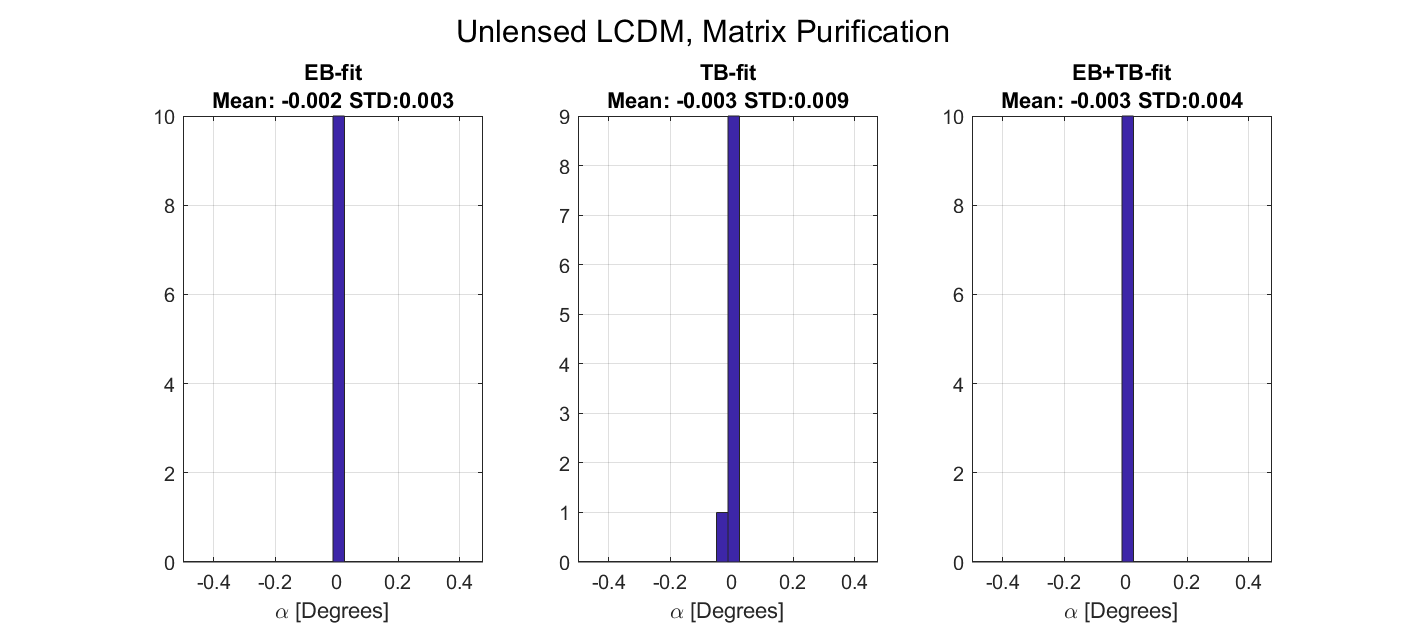 Unlensed LCDM, Matrix Purification
EB-fit
Mean: -0.002 STD:0.003
10
8
6
4
2
0
-0.4 -0.2 0 0.2 0.4
α [Degrees]
TB-fit
Mean: -0.003 STD:0.009
9
8
7
6
5
4
3
2
1
0
-0.4 -0.2 0 0.2 0.4
α [Degrees]
EB+TB-fit
Mean: -0.003 STD:0.004
10
8
6
4
2
0
-0.4 -0.2 0 0.2 0.4
α [Degrees]